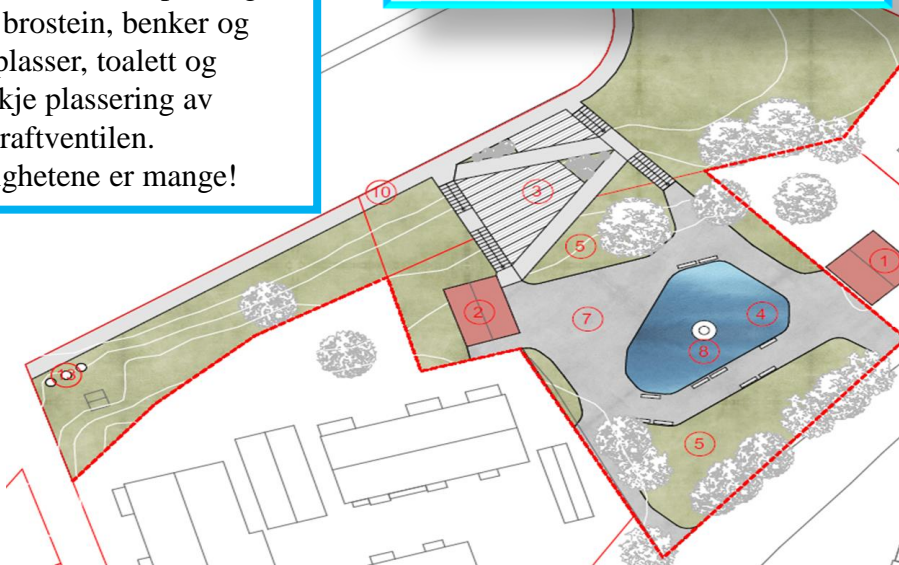 brostein, benker og
plasser, toalett og
kje plassering av
raftventilen.
ighetene er mange!
10
3
5
1
2
7
4
8
5